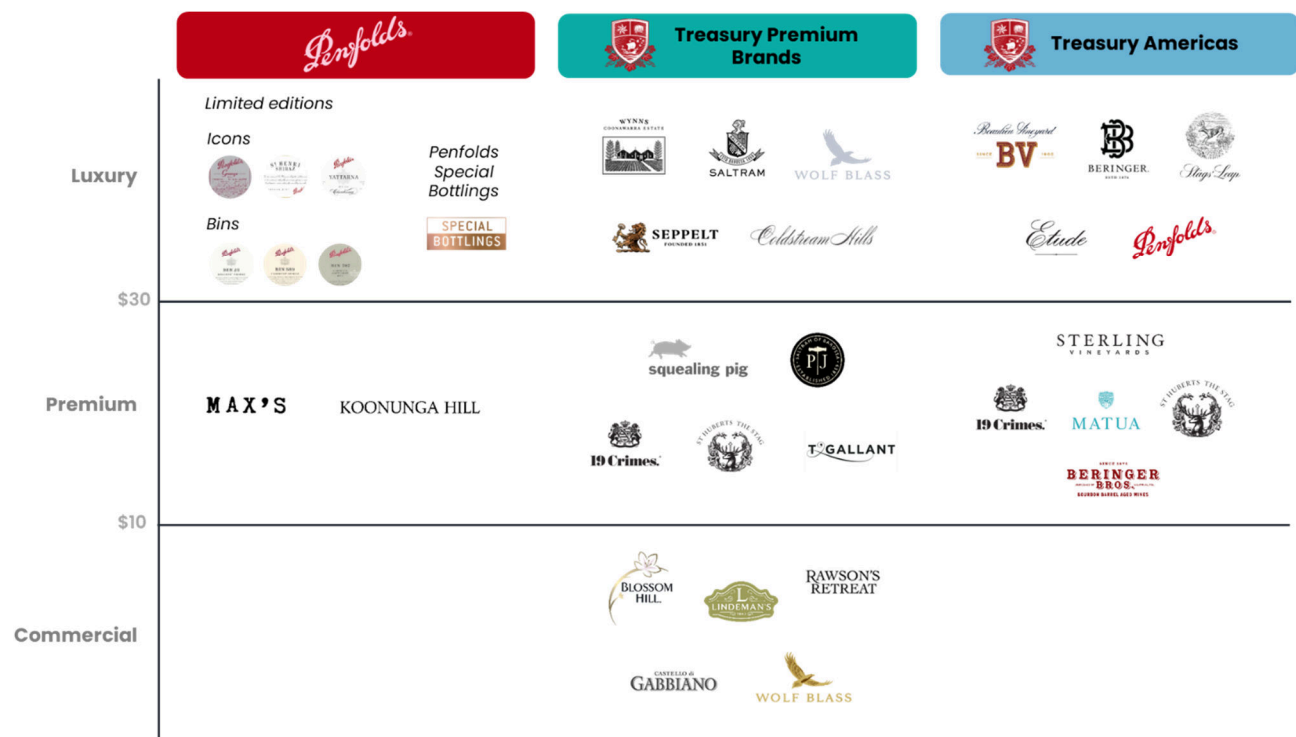 Penfolds
Treasury Premium
Brands
Treasury Americas
Luxury
Limited editions
Icons
Penfolds
Special
Bottlings
Bins
SPECIAL
BOTTLINGS
WYNNS
COONAWARRA ESTATE
SALTRAM
WOLF BLASS
SEPPELT
FOUNDED 1851
Coldstream Hills
Beaulieu Vineyard
BV
BERINGER
Stags' Leap
Etude
Penfolds
$30
Premium
MAX'S
KOONUNGA HILL
squealing pig
PJ
19 Crimes.
ST HUBERTS THE STAG
T'GALLANT
STERLING
VINEYARDS
19 Crimes.
MATUA
ST HUBERTS THE STAG
BERINGER
BROS.
BOURBON BARREL AGED WINES
$10
Commercial
BLOSSOM
HILL
L
LINDEMAN'S
RAWSON'S
RETREAT
CASTELLO di
GABBIANO
WOLF BLASS